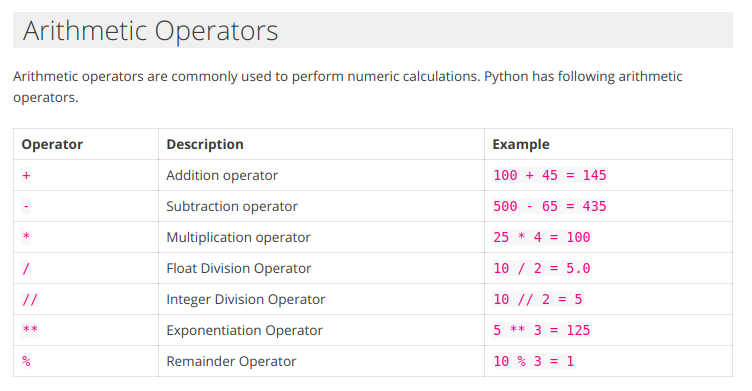 Arithmetic Operators
Arithmetic operators are commonly used to perform numeric calculations. Python has following arithmetic
operators.
Operator Description Example
+ Addition operator 100 + 45 = 145
- Subtraction operator 500 - 65 = 435
* Multiplication operator 25 * 4 = 100
/ Float Division Operator 10 / 2 = 5.0
// Integer Division Operator 10 // 2 = 5
** Exponentiation Operator 5 ** 3 = 125
% Remainder Operator 10 % 3 = 1